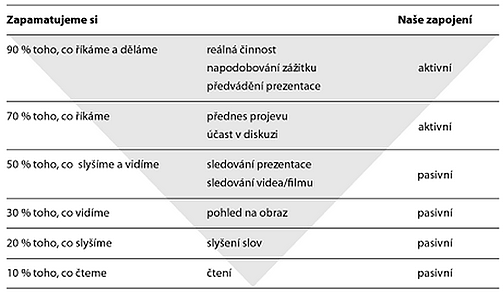 Zapamatujeme si Naše zapojení
90 % toho, co říkáme a děláme reálná činnost
napodobování zážitku aktivní
předvádění prezentace
70 % toho, co říkáme přednes projevu
účast v diskuzi aktivní
50 % toho, co slyšíme a vidíme sledování prezentace
sledování videa/filmu pasivní
30 % toho, co vidíme pohled na obraz pasivní
20 % toho, co slyšíme slyšení slov pasivní
10 % toho, co čteme čtení pasivní